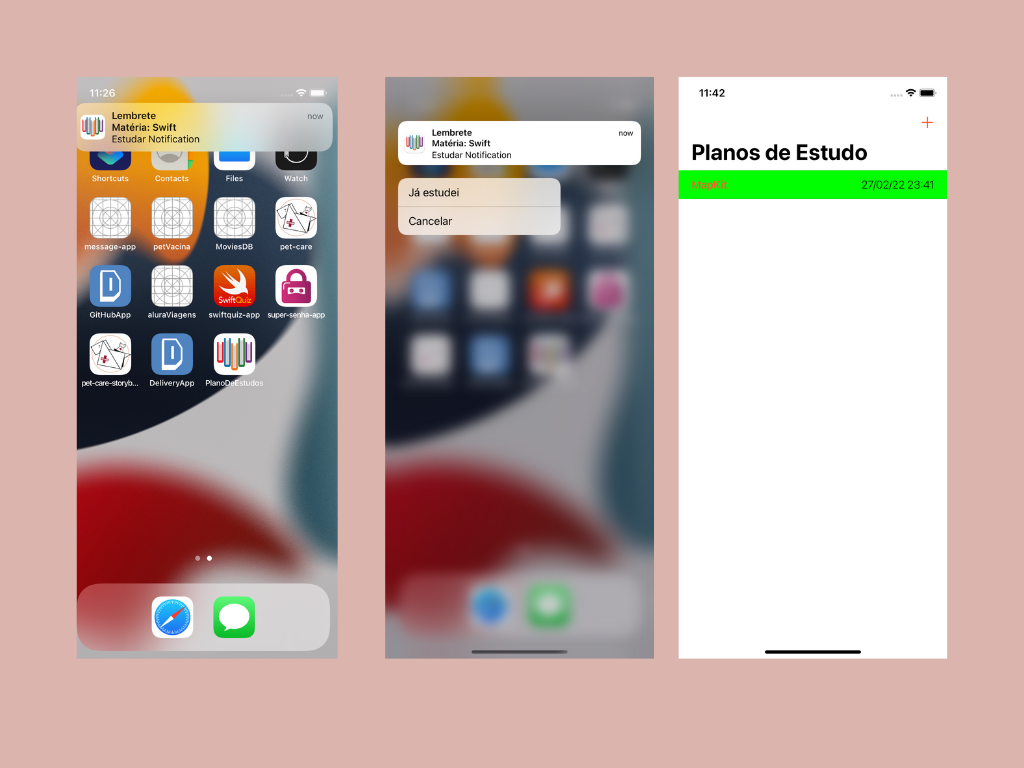 11:26
Lembrete
now
Matéria: Swift
Estudar Notification
Shortcuts
Contacts
Files
Watch
message-app
petVacina
MoviesDB
pet-care
SwiftQuiz
GitHubApp
aluraViagens
swiftquiz-app
super-senha-app
pet-care-storyb...
DeliveryApp
PlanoDeEstudos
Lembrete
now
Matéria: Swift
Estudar Notification
Já estudei
Cancelar
11:42
+
Planos de Estudo
MapKit
27/02/22 23:41